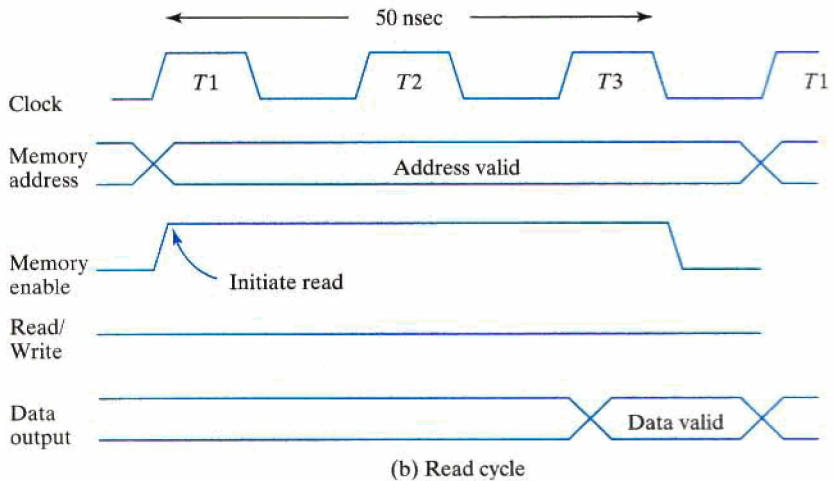 50 nsec
T1 T2 T3 T1
Clock
Memory
address
Address valid
Memory
enable
Initiate read
Read/
Write
Data
output
Data valid
(b) Read cycle